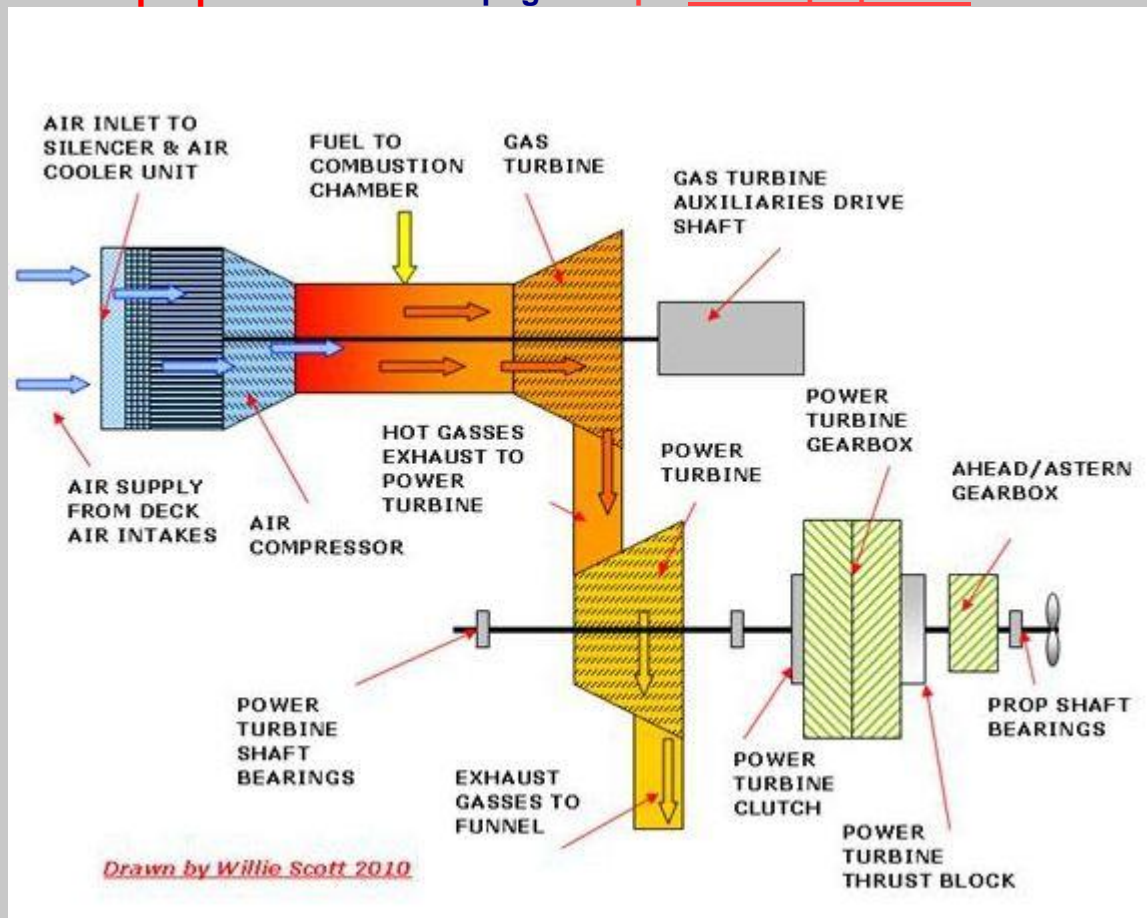 AIR INLET TO
SILENCER & AIR
COOLER UNIT
FUEL TO
COMBUSTION
CHAMBER
GAS
TURBINE
GAS TURBINE
AUXILIARIES DRIVE
SHAFT
HOT GASSES
EXHAUST TO
POWER
TURBINE
POWER
TURBINE
POWER
TURBINE
GEARBOX
AHEAD/ASTERN
GEARBOX
AIR SUPPLY
FROM DECK
AIR INTAKES
AIR
COMPRESSOR
POWER
TURBINE
SHAFT
BEARINGS
EXHAUST
GASSES TO
FUNNEL
POWER
TURBINE
CLUTCH
PROP SHAFT
BEARINGS
POWER
TURBINE
THRUST BLOCK
Drawn by Willie Scott 2010